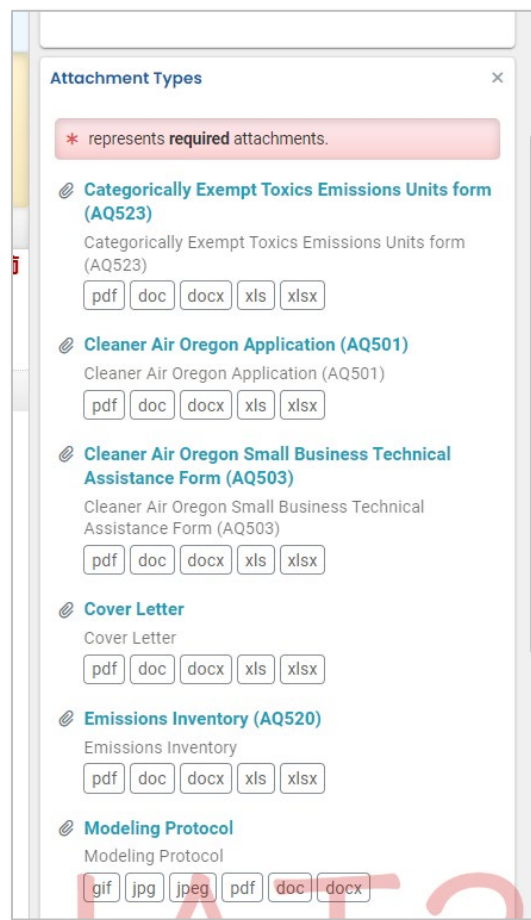 Attachment Types ×
* represents required attachments.
Categorically Exempt Toxics Emissions Units form
(AQ523)
Categorically Exempt Toxics Emissions Units form
(AQ523)
pdf doc docx xls xlsx
Cleaner Air Oregon Application (AQ501)
Cleaner Air Oregon Application (AQ501)
pdf doc docx xls xlsx
Cleaner Air Oregon Small Business Technical
Assistance Form (AQ503)
Cleaner Air Oregon Small Business Technical
Assistance Form (AQ503)
pdf doc docx xls xlsx
Cover Letter
Cover Letter
pdf doc docx xls xlsx
Emissions Inventory (AQ520)
Emissions Inventory
pdf doc docx xls xlsx
Modeling Protocol
Modeling Protocol
gif jpg jpeg pdf doc docx